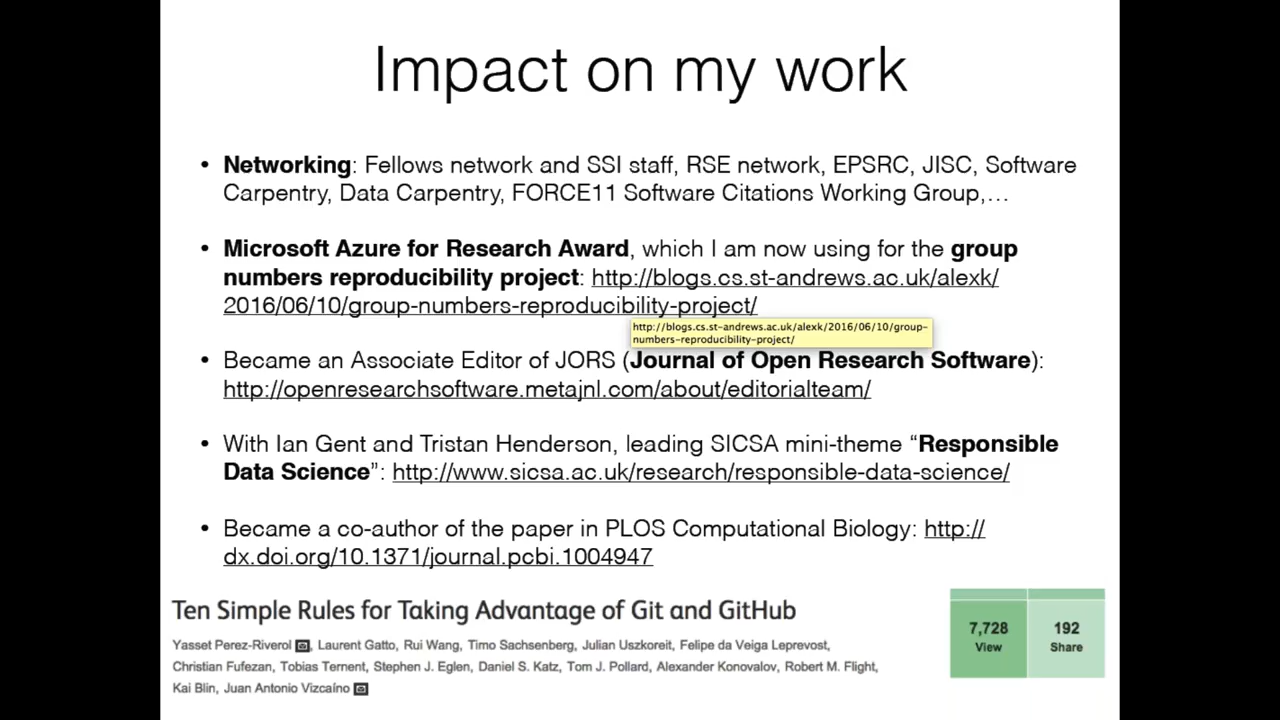 Impact on my work
• Networking: Fellows network and SSI staff, RSE network, EPSRC, JISC, Software
Carpentry, Data Carpentry, FORCE11 Software Citations Working Group,…
• Microsoft Azure for Research Award, which I am now using for the group
numbers reproducibility project: http://blogs.cs.st-andrews.ac.uk/alexk/
2016/06/10/group-numbers-reproducibility-project/
http://blogs.cs.st-andrews.ac.uk/alexk/2016/06/10/group-
numbers-reproducibility-project/
• Became an Associate Editor of JORS (Journal of Open Research Software):
http://openresearchsoftware.metajnl.com/about/editorialteam/
• With Ian Gent and Tristan Henderson, leading SICSA mini-theme “Responsible
Data Science”: http://www.sicsa.ac.uk/research/responsible-data-science/
• Became a co-author of the paper in PLOS Computational Biology: http://
dx.doi.org/10.1371/journal.pcbi.1004947
Ten Simple Rules for Taking Advantage of Git and GitHub
Yasset Perez-Riverol, Laurent Gatto, Rui Wang, Timo Sachsenberg, Julian Uszkoreit, Felipe da Veiga Leprevost,
Christian Fufezan, Tobias Ternent, Stephen J. Eglen, Daniel S. Katz, Tom J. Pollard, Alexander Konovalov, Robert M. Flight,
Kai Blin, Juan Antonio Vizcaíno
7,728
View
192
Share